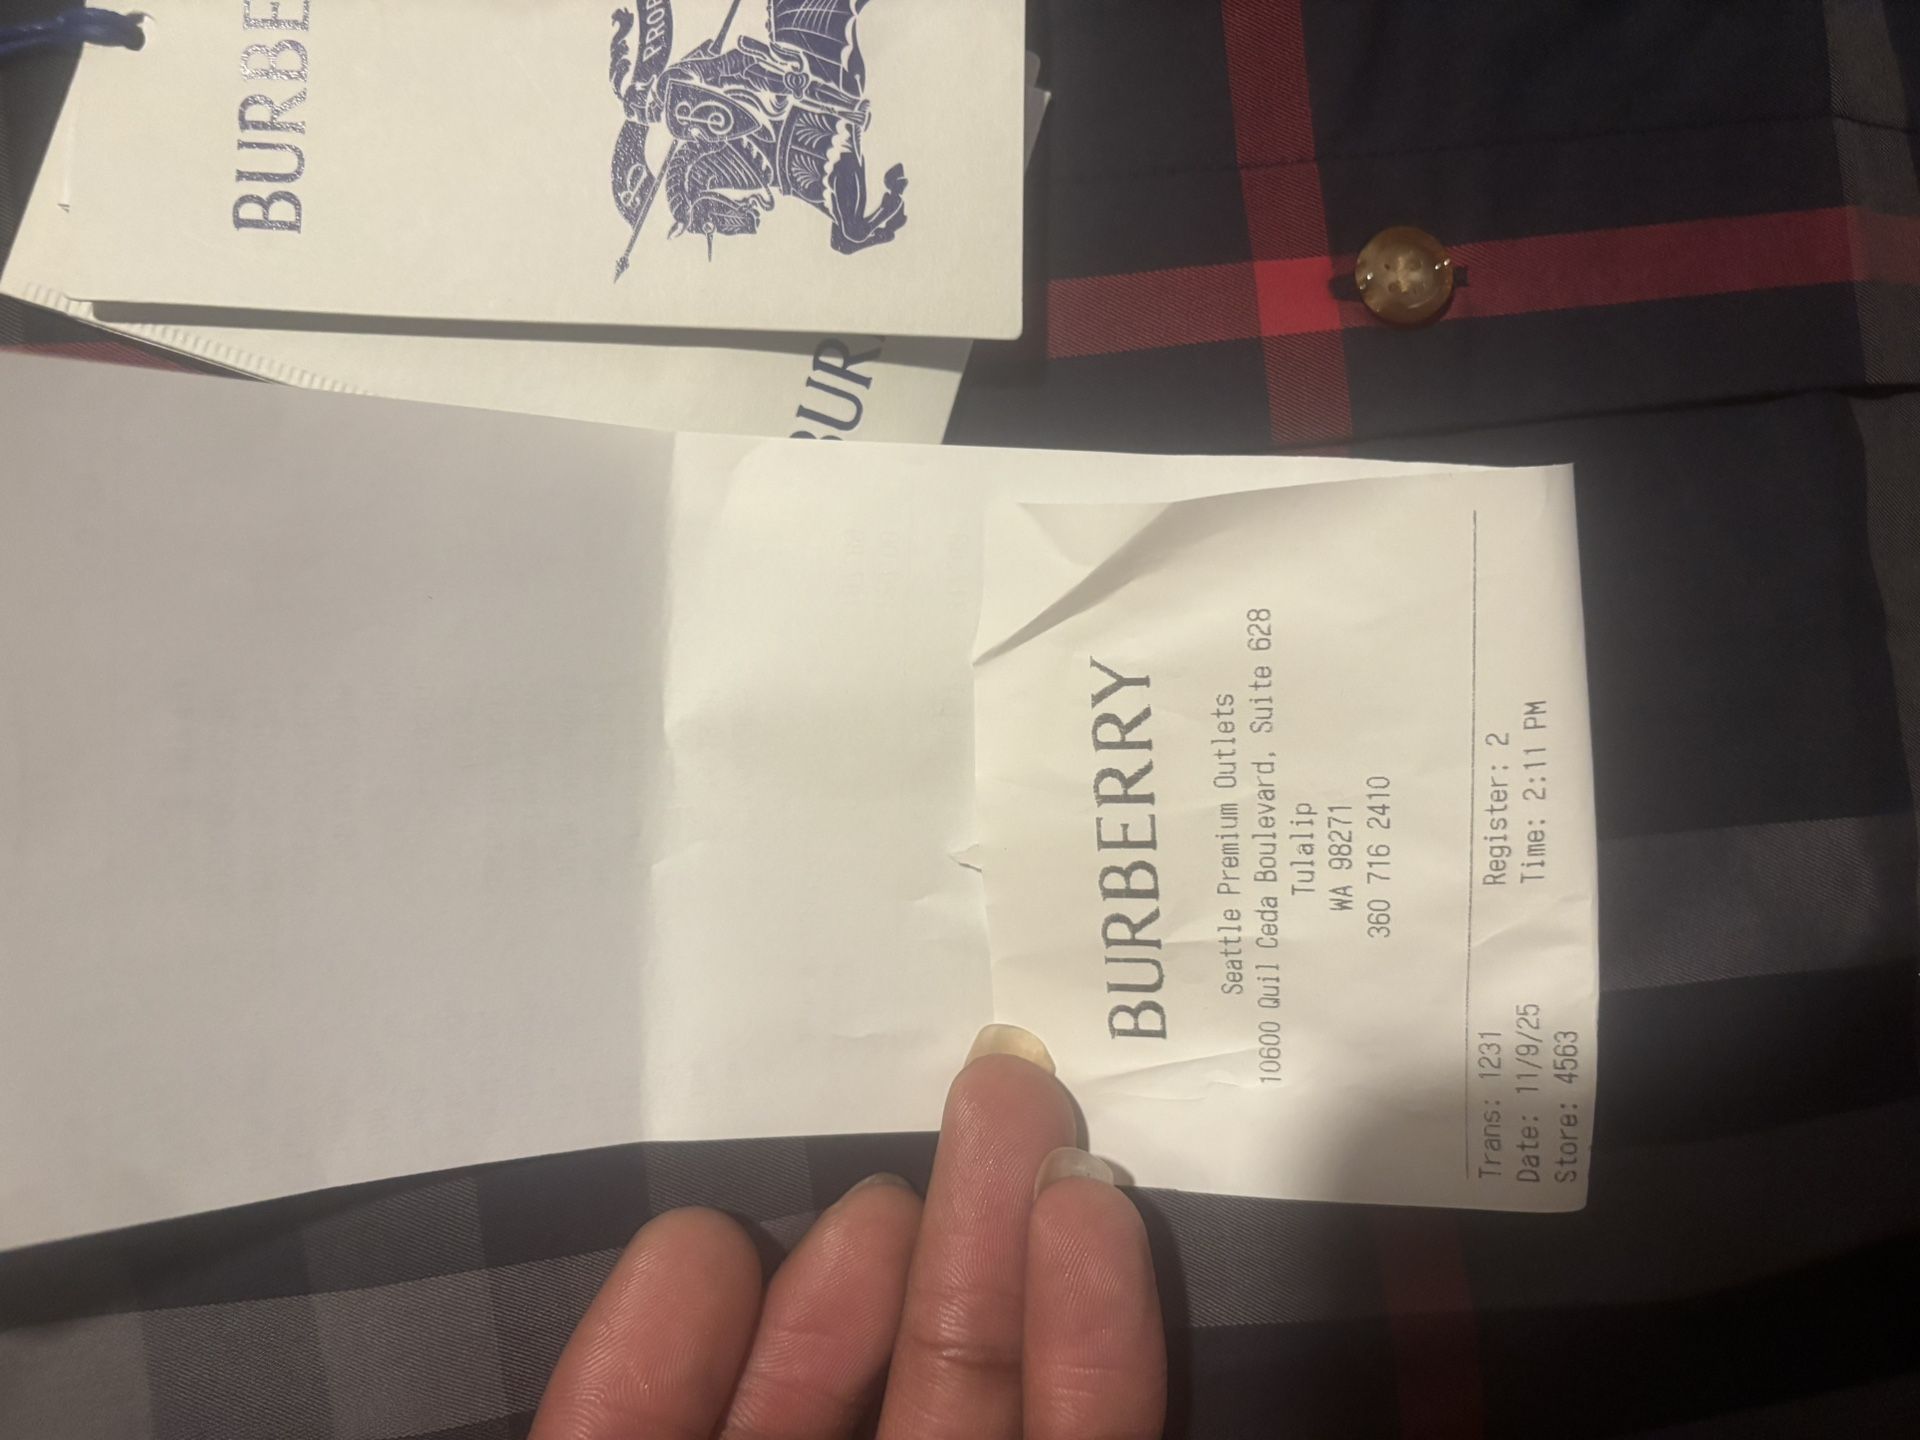 BURBE
PROR
BUR
BURBERRY
Seattle Premium Outlets
10600 Quil Ceda Boulevard, Suite 628
Tulalip
WA 98271
360 716 2410
Trans: 1231 Register: 2
Date: 11/9/25 Time: 2:11 PM
Store: 4563